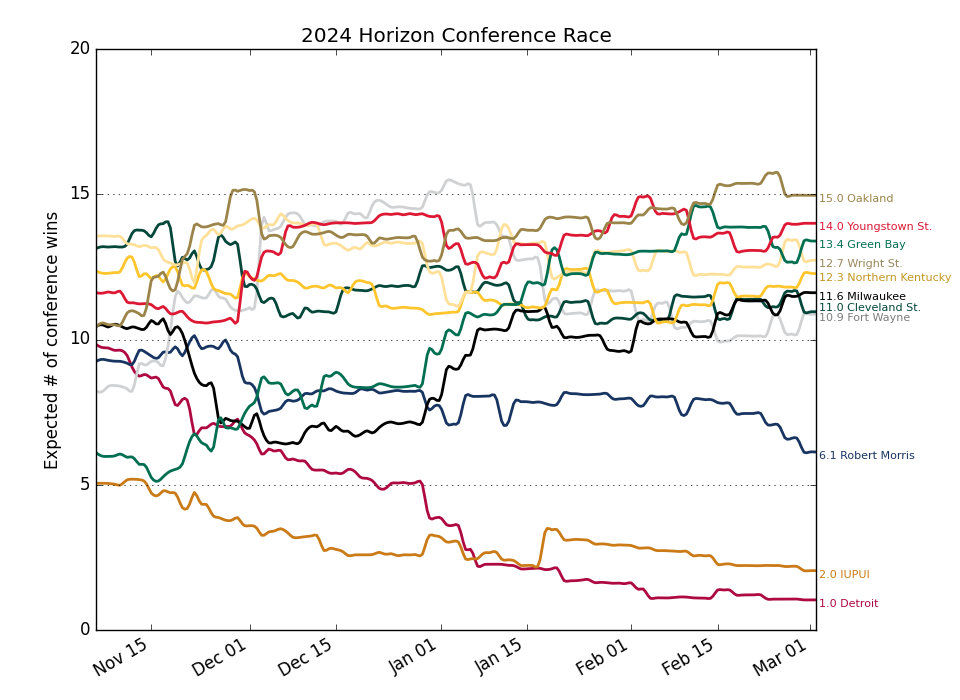 2024 Horizon Conference Race
Expected # of conference wins
20
15
10
5
0
15.0 Oakland
14.0 Youngstown St.
13.4 Green Bay
12.7 Wright St.
12.3 Northern Kentucky
11.6 Milwaukee
11.0 Cleveland St.
10.9 Fort Wayne
6.1 Robert Morris
2.0 IUPUI
1.0 Detroit
Nov 15
Dec 01
Dec 15
Jan 01
Jan 15
Feb 01
Feb 15
Mar 01